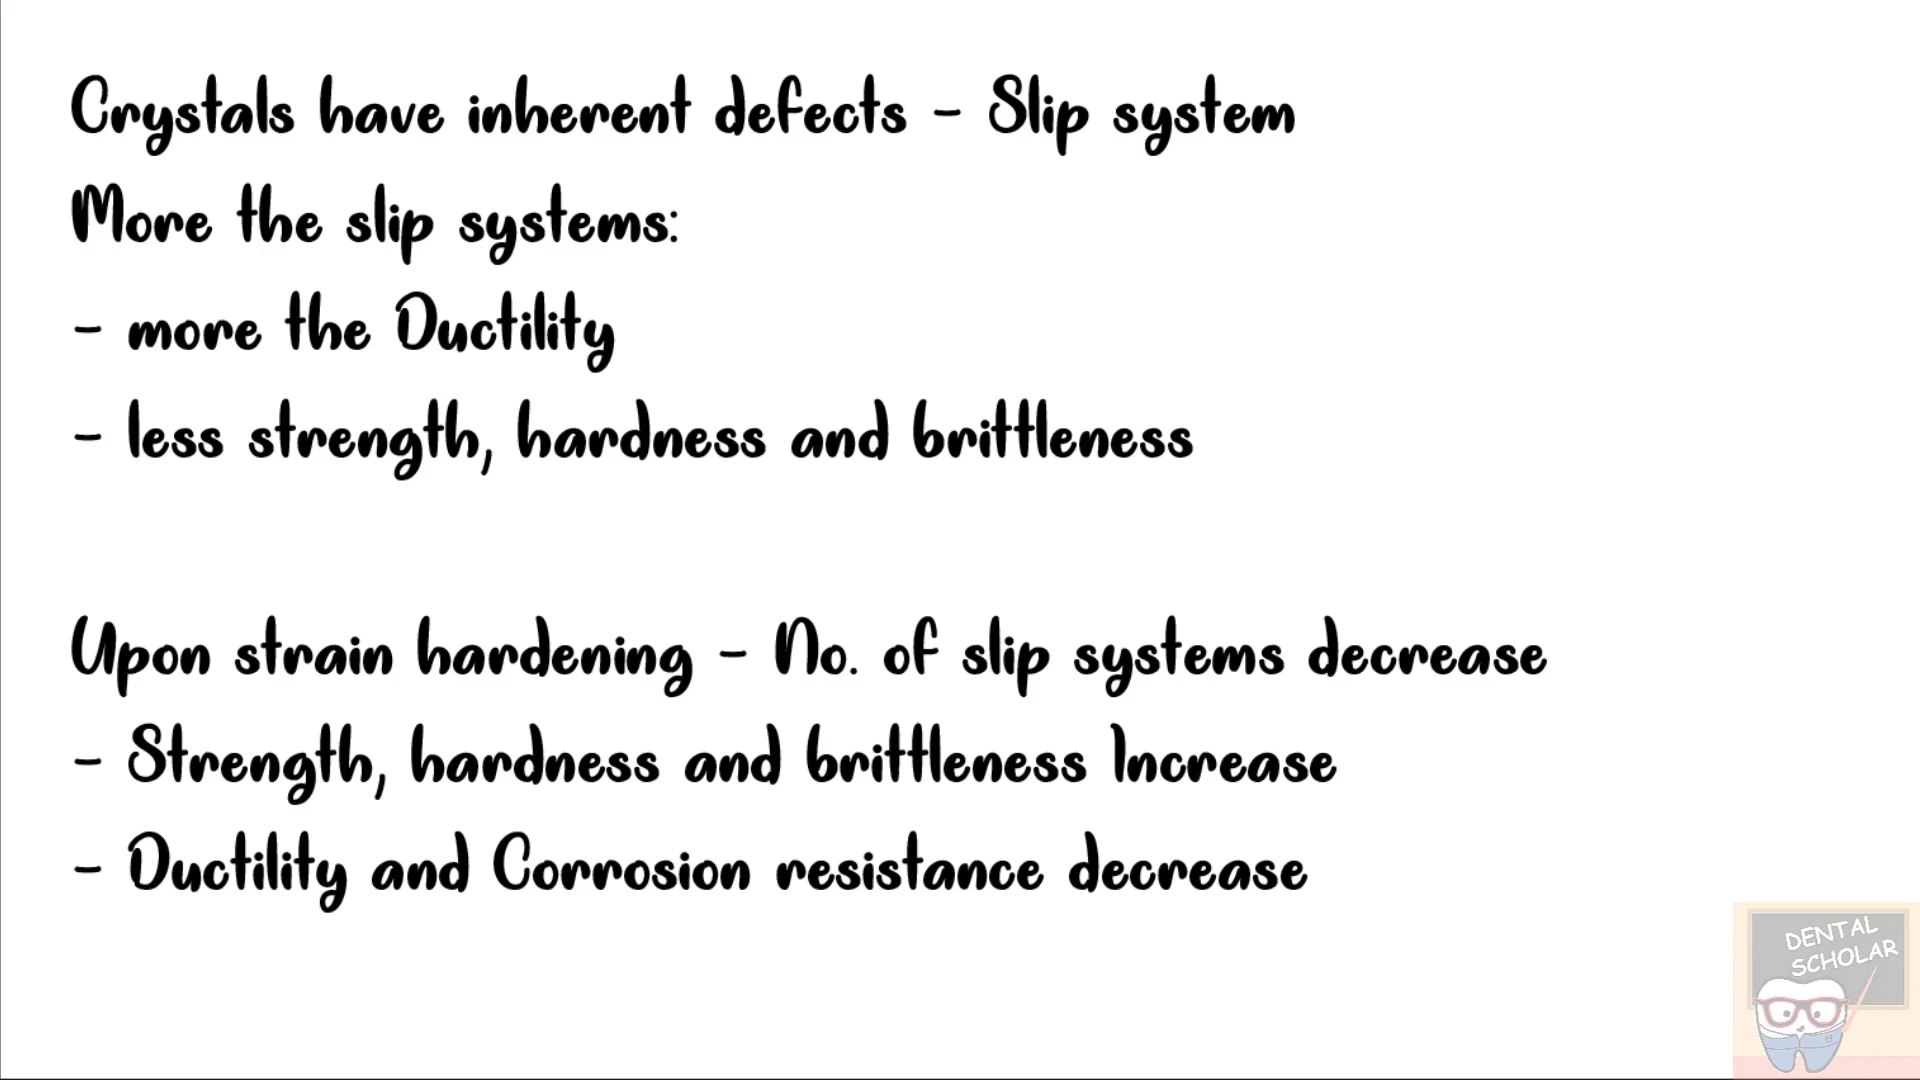 Crystals have inherent defects - Slip system
More the slip systems:
- more the Ductility
- less strength, hardness and brittleness
Upon strain hardening - No. of slip systems decrease
- Strength, hardness and brittleness Increase
- Ductility and Corrosion resistance decrease
DENTAL
SCHOLAR